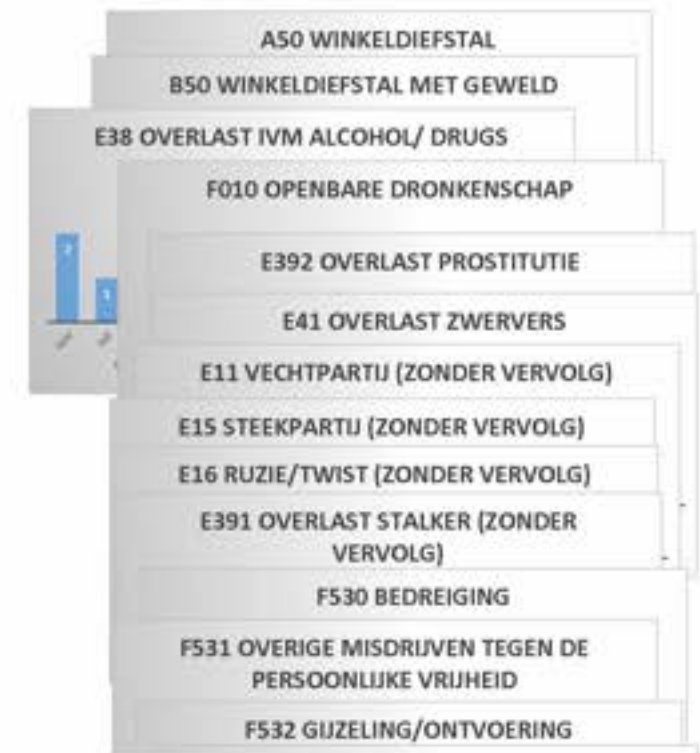 A50 WINKELDIEFSTAL
B50 WINKELDIEFSTAL MET GEWELD
E38 OVERLAST IVM ALCOHOL/ DRUGS
F010 OPENBARE DRONKENSCHAP
E392 OVERLAST PROSTITUTIE
E41 OVERLAST ZWERVERS
E11 VECHTPARTIJ (ZONDER VERVOLG)
E15 STEEKPARTIJ (ZONDER VERVOLG)
E16 RUZIE/TWIST (ZONDER VERVOLG)
E391 OVERLAST STALKER (ZONDER
VERVOLG)
F530 BEDREIGING
F531 OVERIGE MISDRIJVEN TEGEN DE
PERSOONLIJKE VRIJHEID
F532 GIJZELING/ONTVOERING